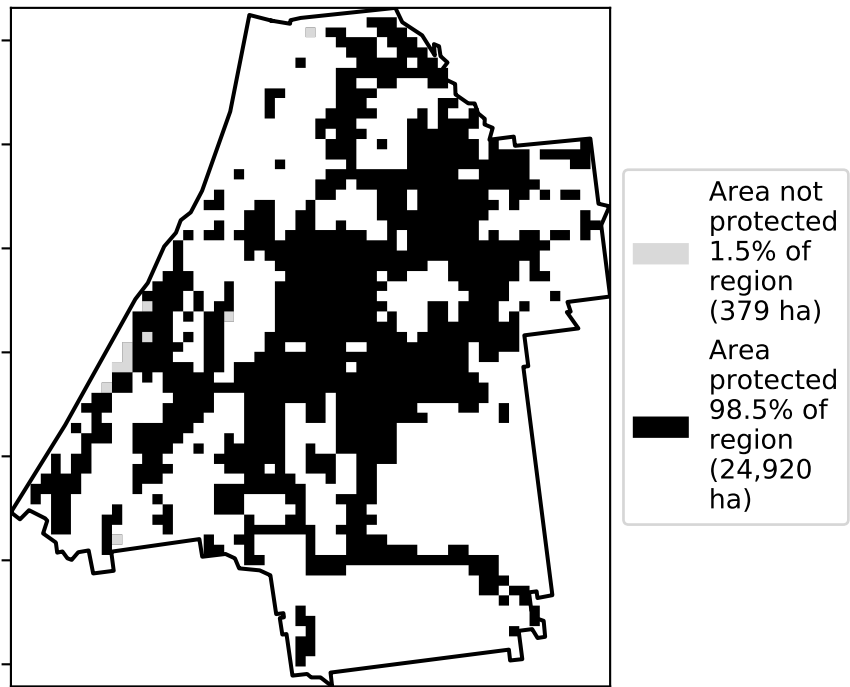 Area not
protected
1.5% of
region
(379 ha)
Area
protected
98.5% of
region
(24,920
ha)